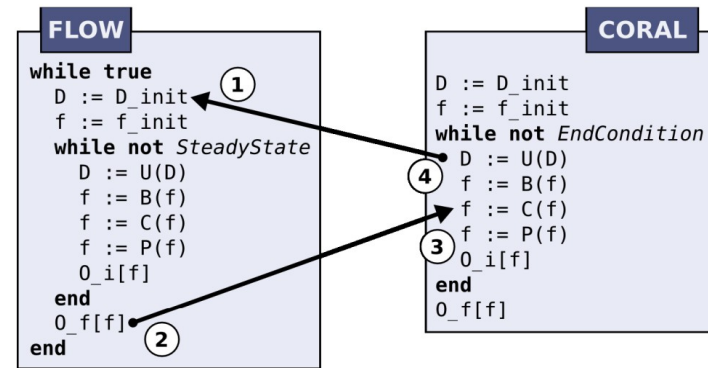 FLOW
while true
D := D_init
f := f_init
while not SteadyState
D := U(D)
f := B(f)
f := C(f)
f := P(f)
O_i[f]
end
O_f[f]
end
1
2
CORAL
D := D_init
f := f_init
while not EndCondition
D := U(D)
f := B(f)
f := C(f)
f := P(f)
O_i[f]
end
O_f[f]
4
3